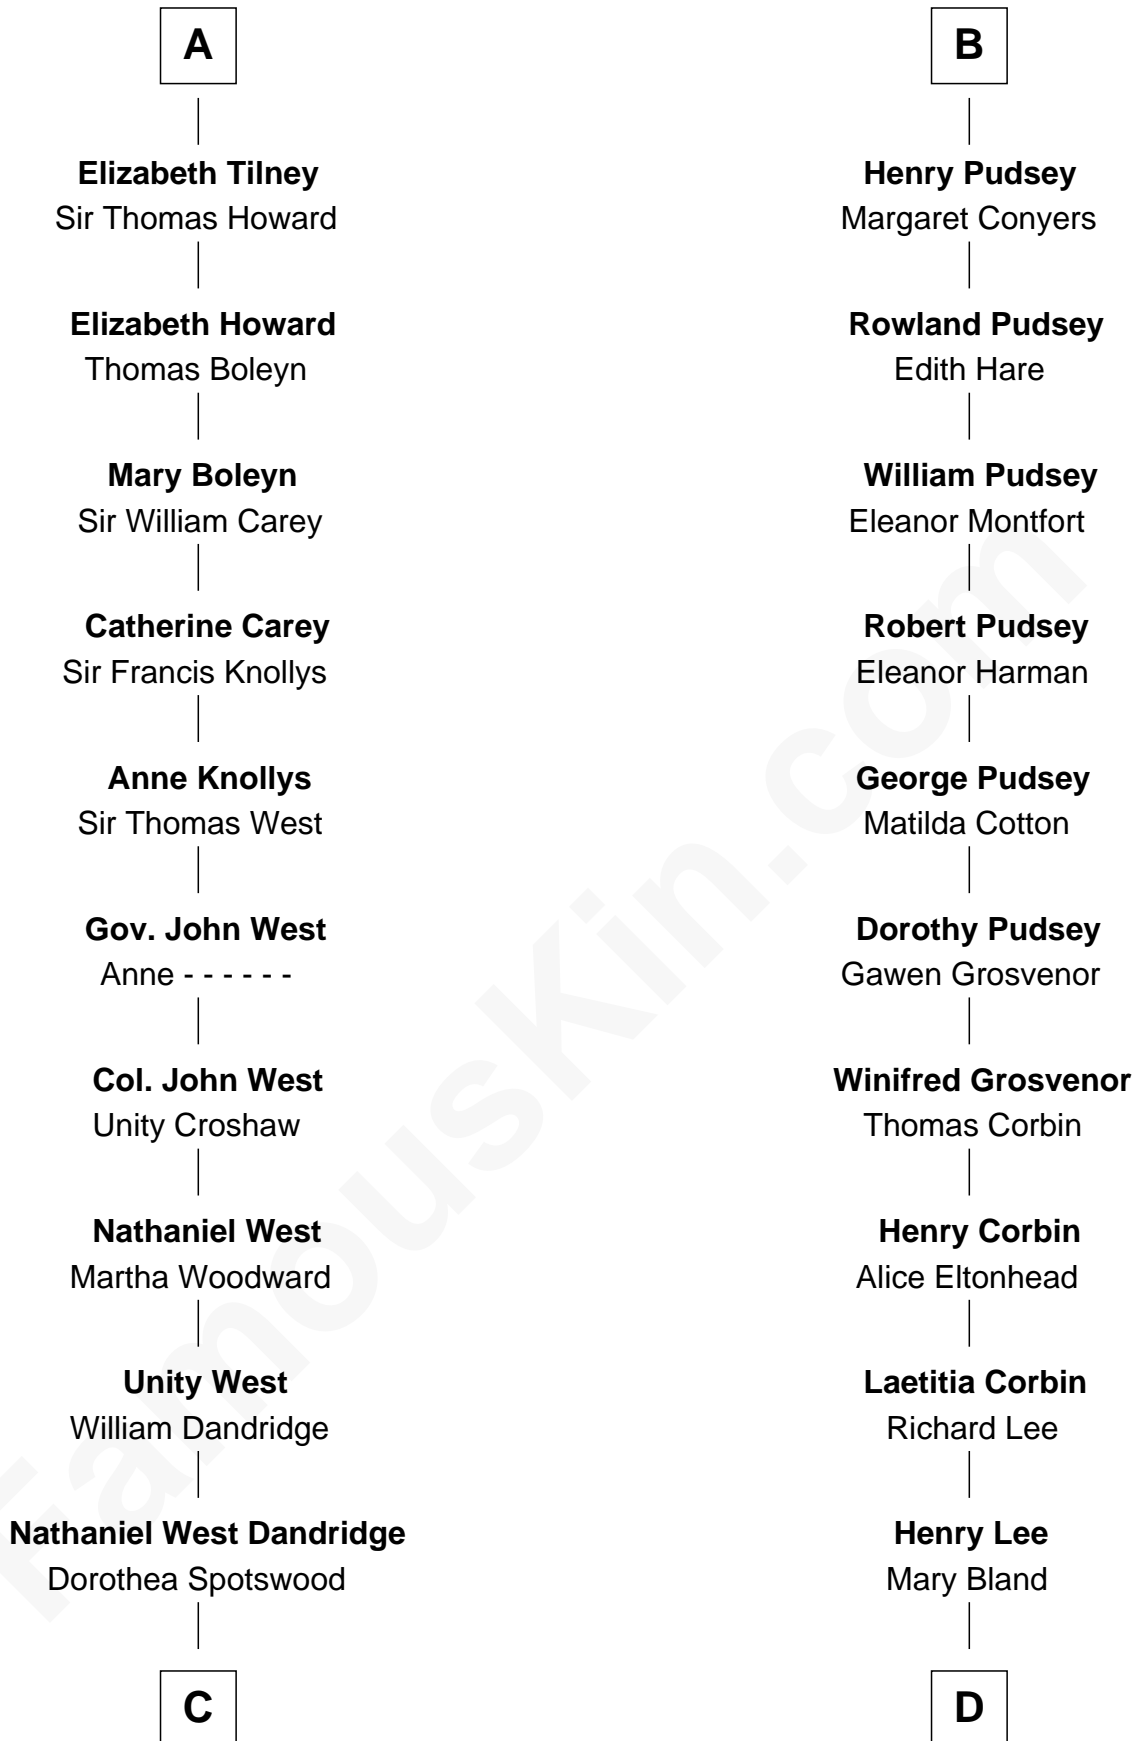 A
Elizabeth Tilney
Sir Thomas Howard
Elizabeth Howard
Thomas Boleyn
Mary Boleyn
Sir William Carey
Catherine Carey
Sir Francis Knollys
Anne Knollys
Sir Thomas West
Gov. John West
Anne - - - - - -
Col. John West
Unity Croshaw
Nathaniel West
Martha Woodward
Unity West
William Dandridge
Nathaniel West Dandridge
Dorothea Spotswood
C
B
Henry Pudsey
Margaret Conyers
Rowland Pudsey
Edith Hare
William Pudsey
Eleanor Montfort
Robert Pudsey
Eleanor Harman
George Pudsey
Matilda Cotton
Dorothy Pudsey
Gawen Grosvenor
Winifred Grosvenor
Thomas Corbin
Henry Corbin
Alice Eltonhead
Laetitia Corbin
Richard Lee
Henry Lee
Mary Bland
D
FamousKin.com